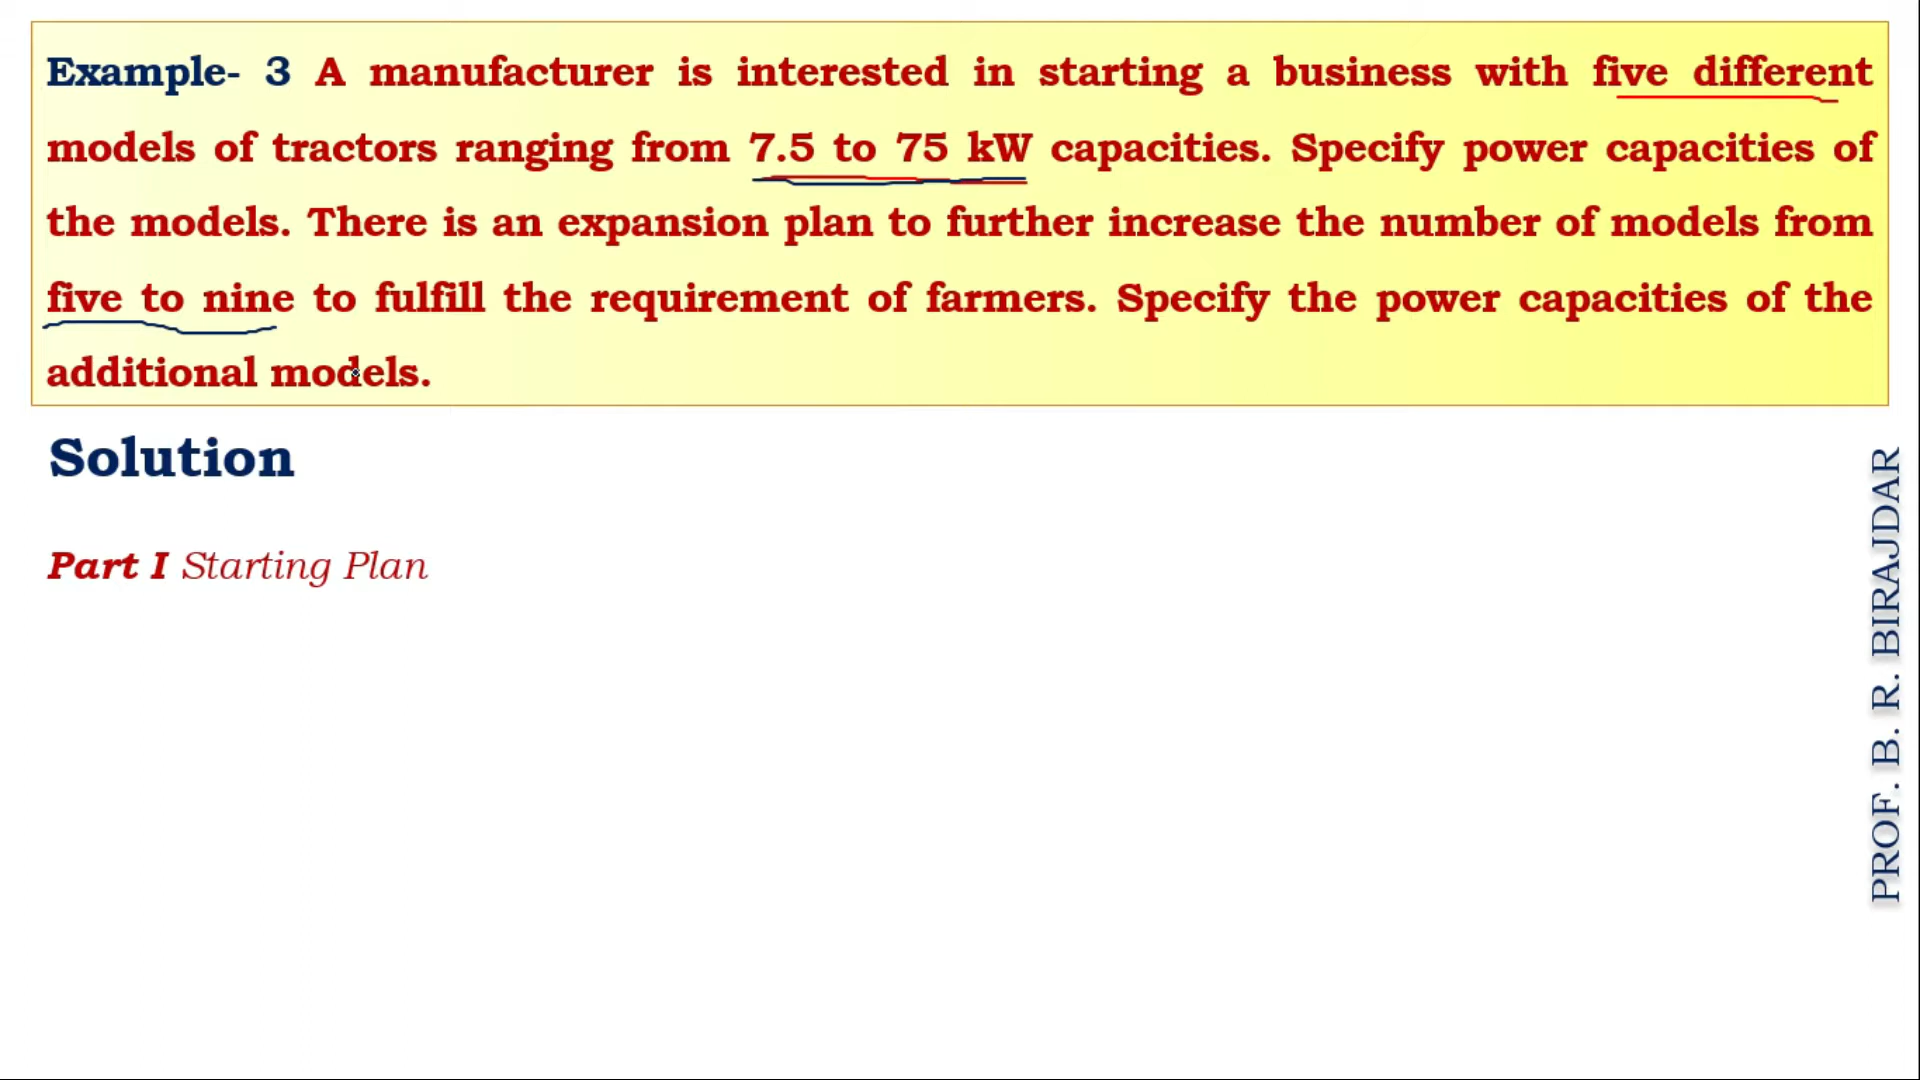 Example- 3 A manufacturer is interested in starting a business with five different
models of tractors ranging from 7.5 to 75 kW capacities. Specify power capacities of
the models. There is an expansion plan to further increase the number of models from
five to nine to fulfill the requirement of farmers. Specify the power capacities of the
additional models.
Solution
Part I Starting Plan
PROF. B. R. BIRAJDAR